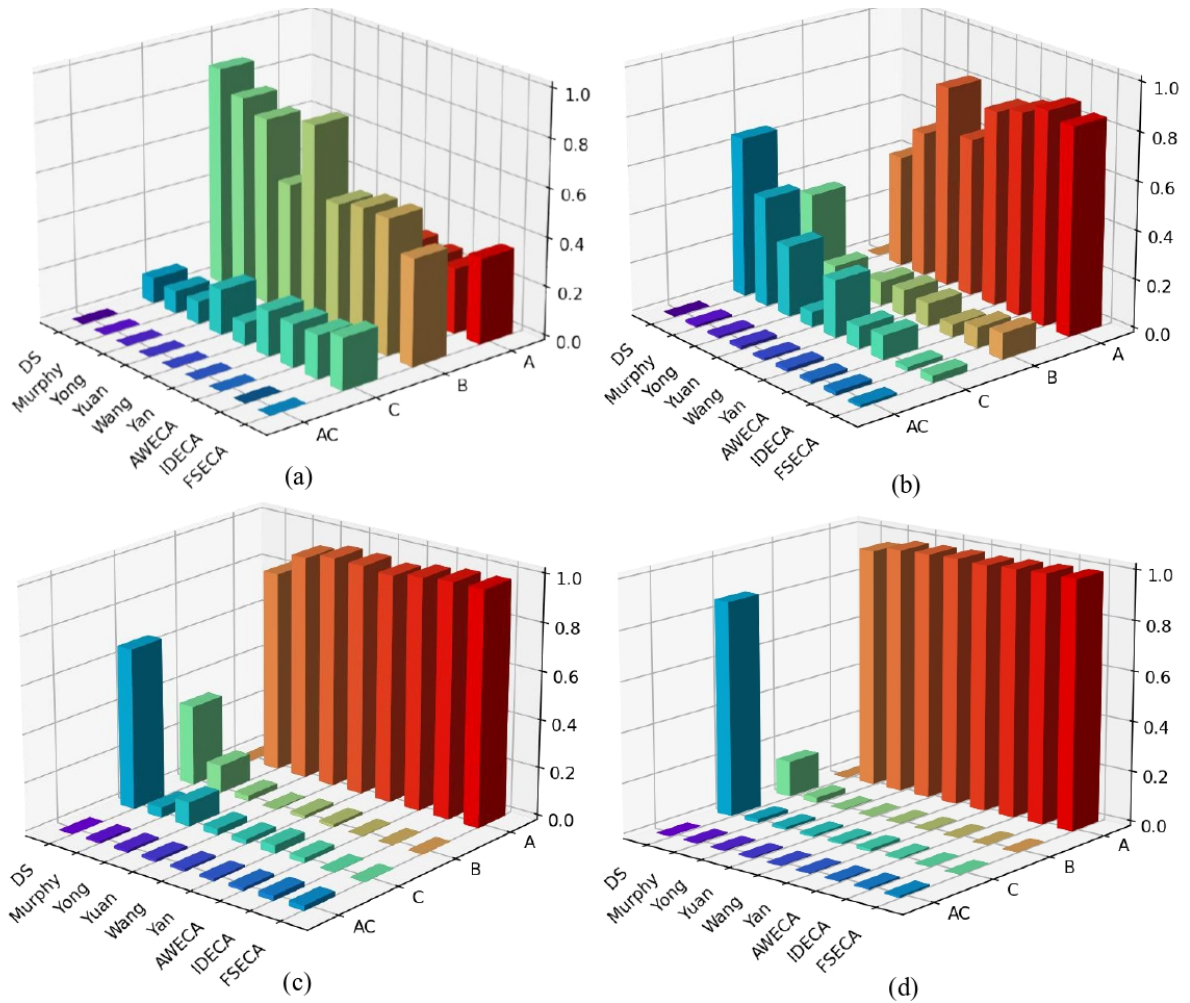 1.0
0.8
0.6
0.4
0.2
0.0
A
B
C
AC
DS
Murphy
Yong
Yuan
Wang
Yan
AWECA
IDECA
FSECA
(a)
1.0
0.8
0.6
0.4
0.2
0.0
A
B
C
AC
DS
Murphy
Yong
Yuan
Wang
Yan
AWECA
IDECA
FSECA
(b)
1.0
0.8
0.6
0.4
0.2
0.0
A
B
C
AC
DS
Murphy
Yong
Yuan
Wang
Yan
AWECA
IDECA
FSECA
(c)
1.0
0.8
0.6
0.4
0.2
0.0
A
B
C
AC
DS
Murphy
Yong
Yuan
Wang
Yan
AWECA
IDECA
FSECA
(d)